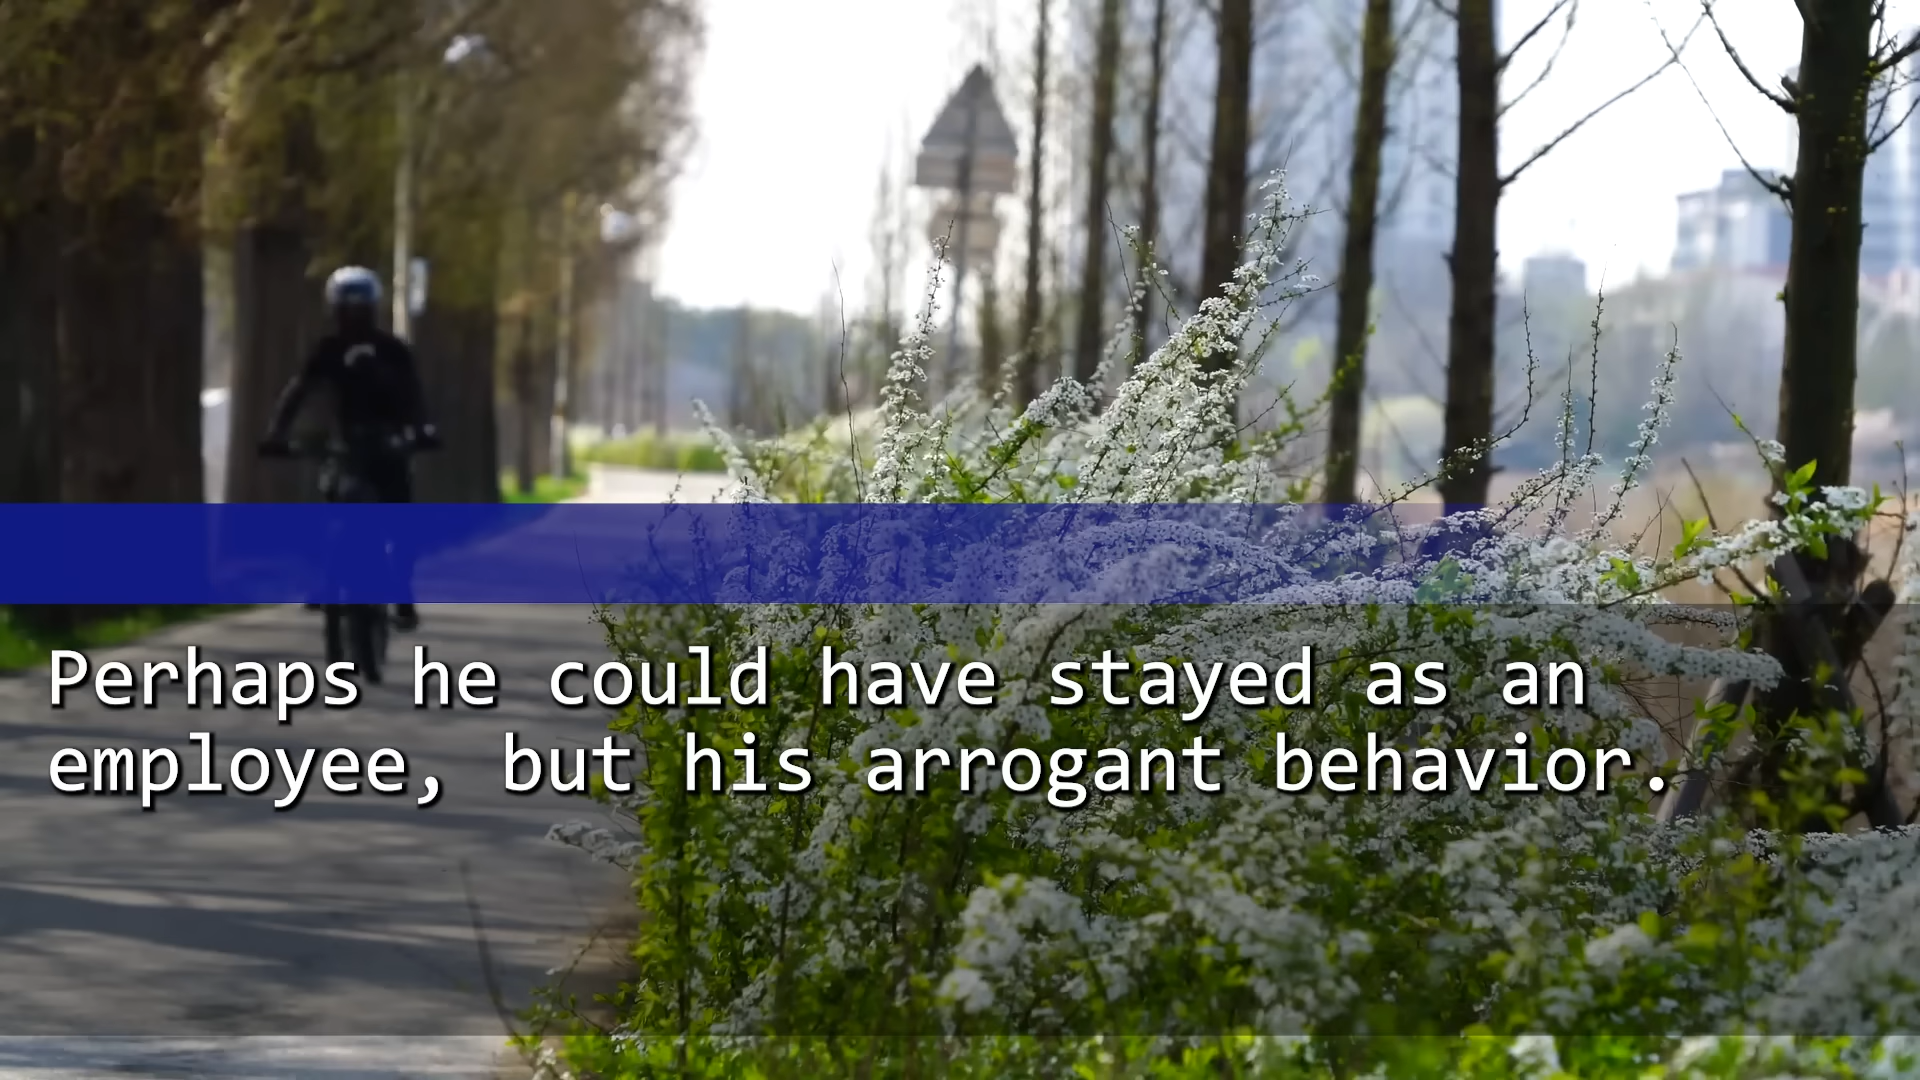 Perhaps he could have stayed as an
employee, but his arrogant behavior.